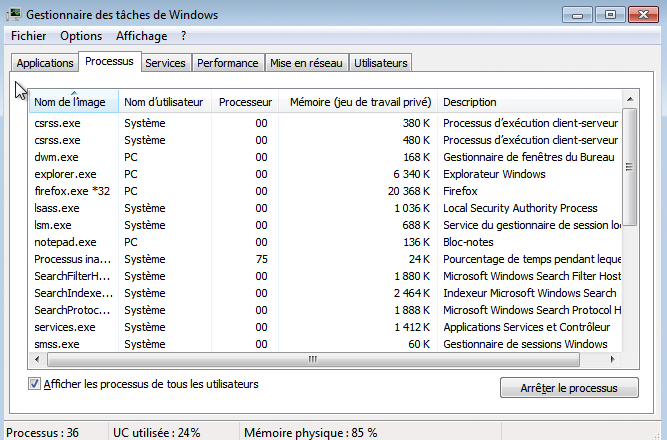 Gestionnaire des tâches de Windows
Fichier Options Affichage ?
Applications Processus Services Performance Mise en réseau Utilisateurs
Nom de l'image Nom d'utilisateur Processeur Mémoire (jeu de travail privé) Description
csrss.exe Système 00 380 K Processus d'exécution client-serveur
csrss.exe Système 00 480 K Processus d'exécution client-serveur
dwm.exe PC 00 168 K Gestionnaire de fenêtres du Bureau
explorer.exe PC 00 6 340 K Explorateur Windows
firefox.exe *32 PC 00 20 368 K Firefox
lsass.exe Système 00 1 036 K Local Security Authority Process
lsm.exe Système 00 688 K Service du gestionnaire de session loc
notepad.exe PC 00 136 K Bloc-notes
Processus ina... Système 75 24 K Pourcentage de temps pendant leque
SearchFilterH... Système 00 1 880 K Microsoft Windows Search Filter Host
SearchIndexe... Système 00 2 464 K Indexeur Microsoft Windows Search
SearchProtoc... Système 00 1 888 K Microsoft Windows Search Protocol H
services.exe Système 00 1 412 K Applications Services et Contrôleur
smss.exe Système 00 60 K Gestionnaire de sessions Windows
Afficher les processus de tous les utilisateurs
Arrêter le processus
Processus : 36 UC utilisée : 24% Mémoire physique : 85 %